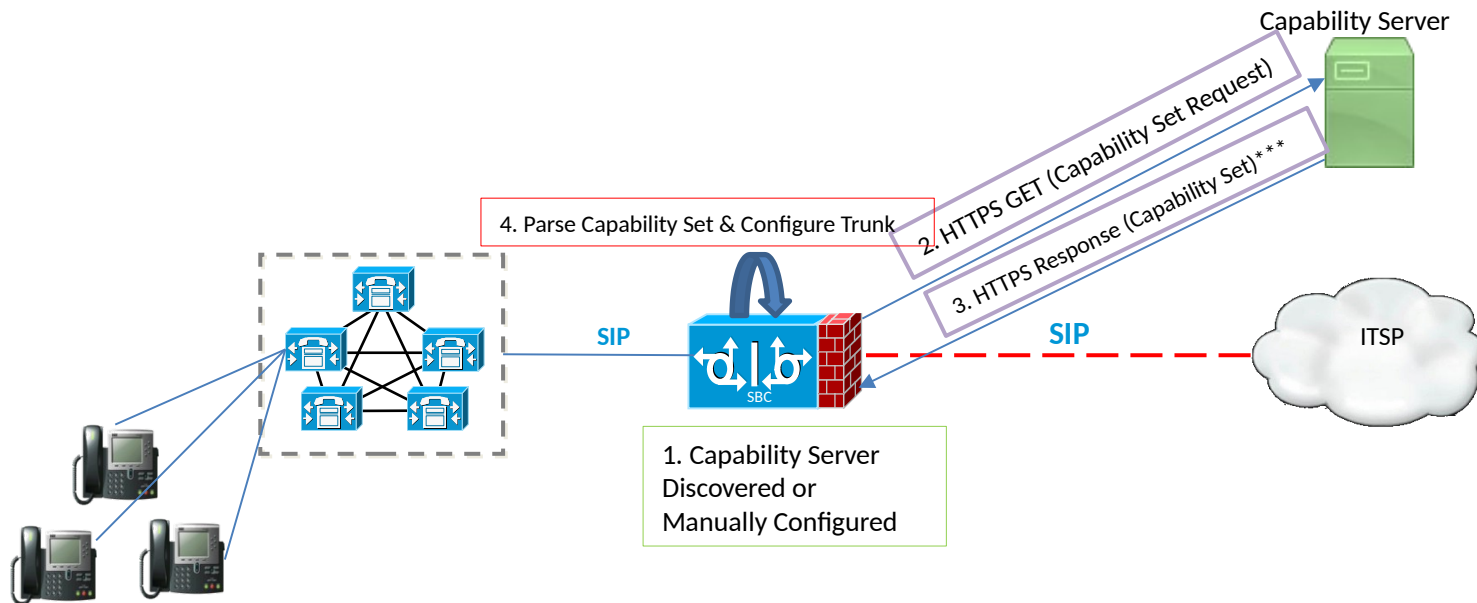 Capability Server
2. HTTPS GET (Capability Set Request)
3. HTTPS Response (Capability Set)***
4. Parse Capability Set & Configure Trunk
SIP
SIP
ITSP
SBC
1. Capability Server
Discovered or
Manually Configured